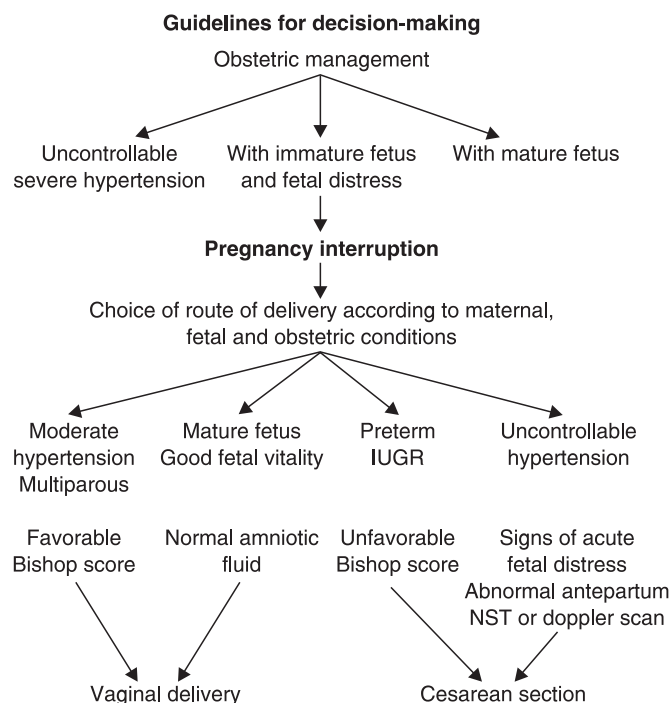 Guidelines for decision-making
Obstetric management
Uncontrollable
severe hypertension
With immature fetus
and fetal distress
With mature fetus
Pregnancy interruption
Choice of route of delivery according to maternal,
fetal and obstetric conditions
Moderate
hypertension
Multiparous
Mature fetus
Good fetal vitality
Preterm
IUGR
Uncontrollable
hypertension
Favorable
Bishop score
Normal amniotic
fluid
Unfavorable
Bishop score
Signs of acute
fetal distress
Abnormal antepartum
NST or doppler scan
Vaginal delivery
Cesarean section